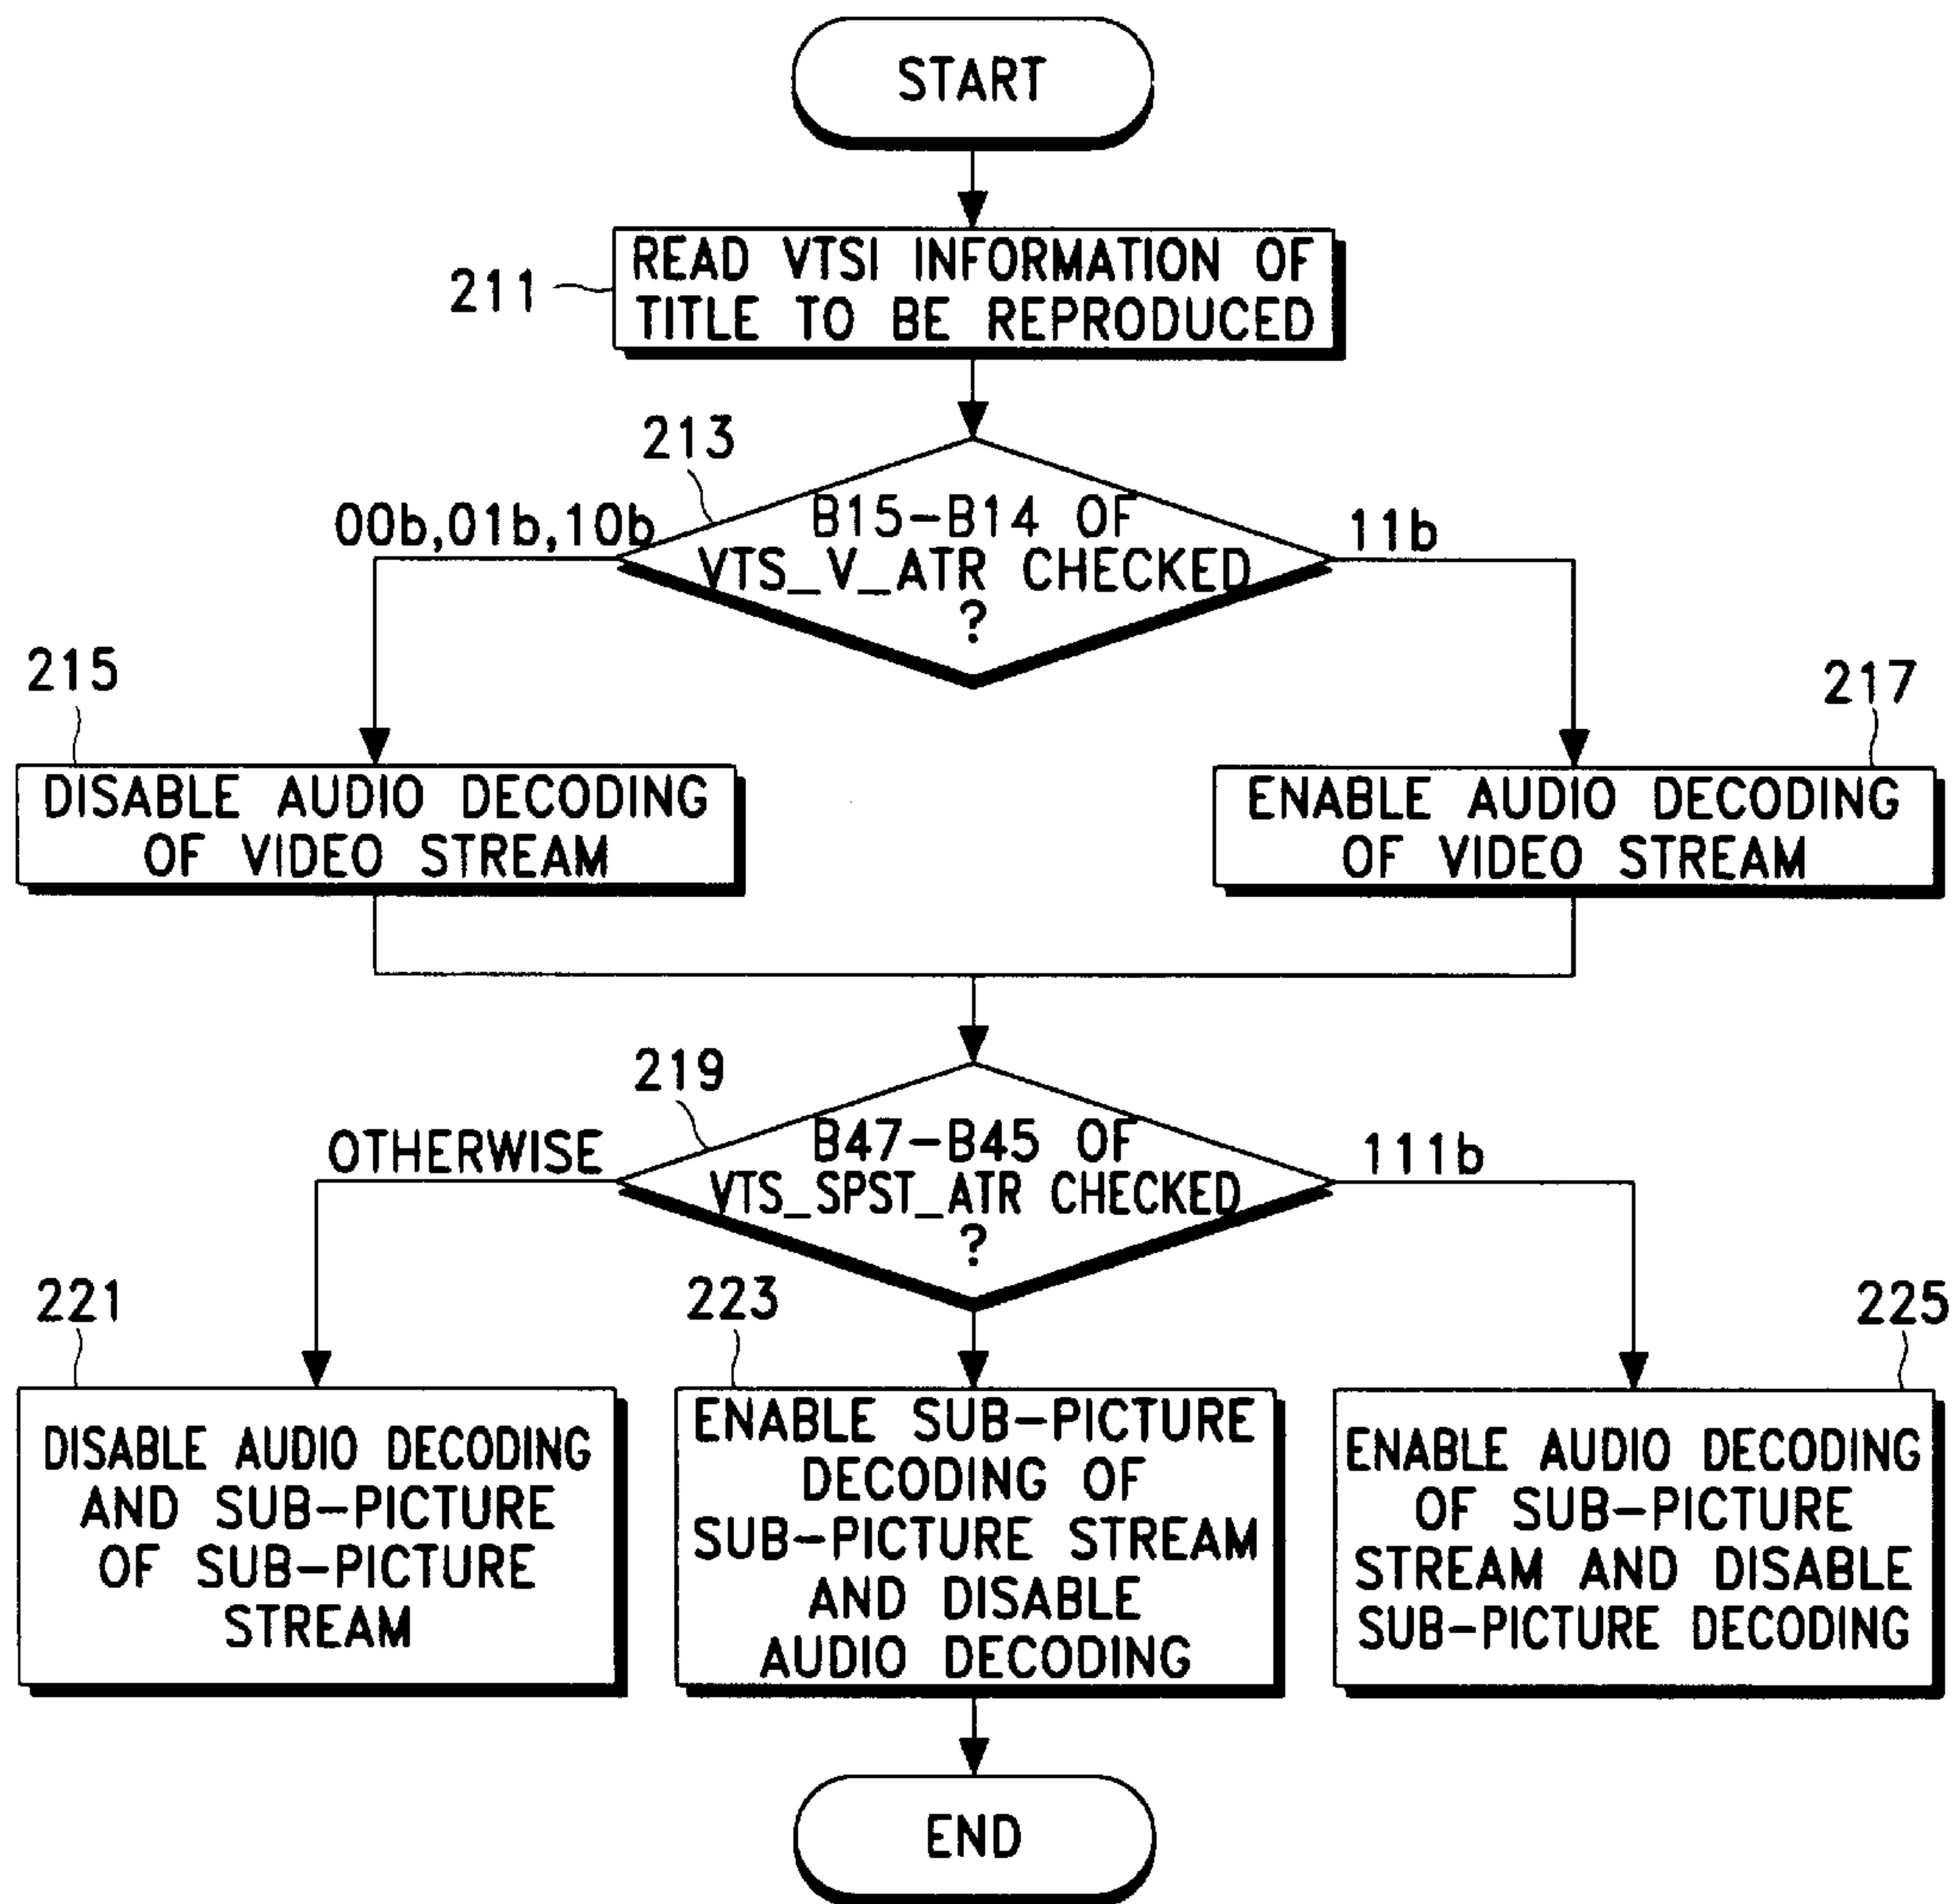 START
211
READ VTSI INFORMATION OF
TITLE TO BE REPRODUCED
213
00b,01b,10b
B15-B14 OF
VTS_V_ATR CHECKED
?
11b
215
DISABLE AUDIO DECODING
OF VIDEO STREAM
217
ENABLE AUDIO DECODING
OF VIDEO STREAM
219
OTHERWISE
B47-B45 OF
VTS_SPST_ATR CHECKED
?
111b
221
DISABLE AUDIO DECODING
AND SUB-PICTURE
OF SUB-PICTURE
STREAM
223
ENABLE SUB-PICTURE
DECODING OF
SUB-PICTURE STREAM
AND DISABLE
AUDIO DECODING
225
ENABLE AUDIO DECODING
OF SUB-PICTURE
STREAM AND DISABLE
SUB-PICTURE DECODING
END